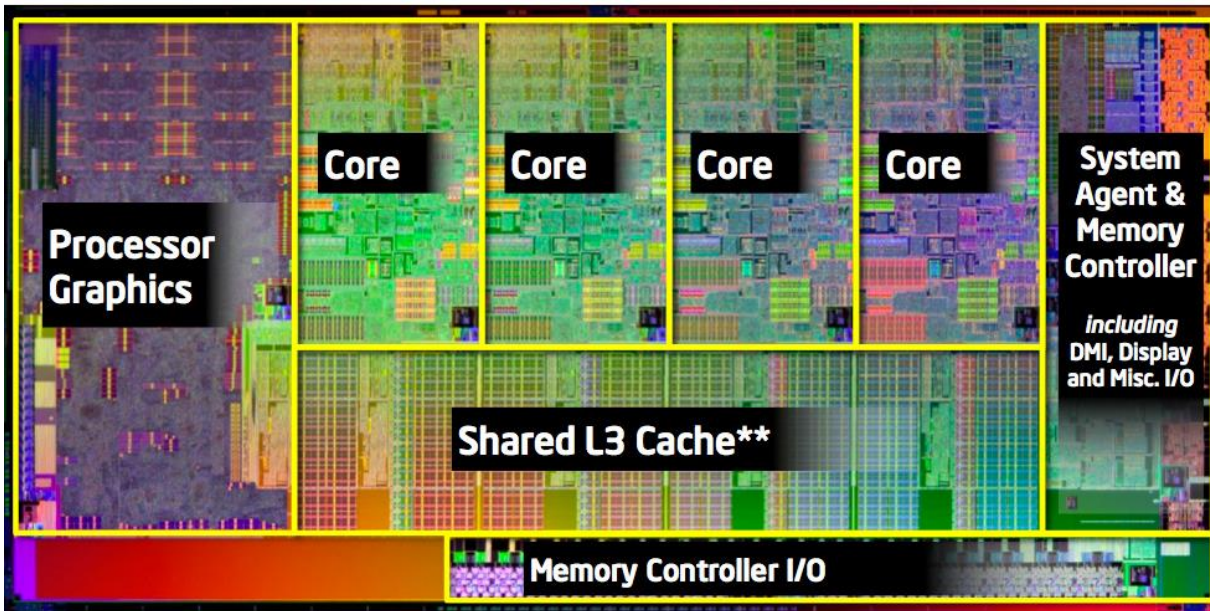 Processor
Graphics
Core
Core
Core
Core
System
Agent &
Memory
Controller
including
DMI, Display
and Misc. I/O
Shared L3 Cache**
Memory Controller I/O